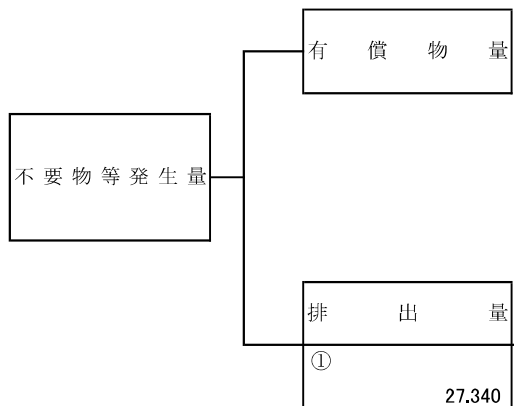 有償物量
不要物等発生量
排出量
①
27.340